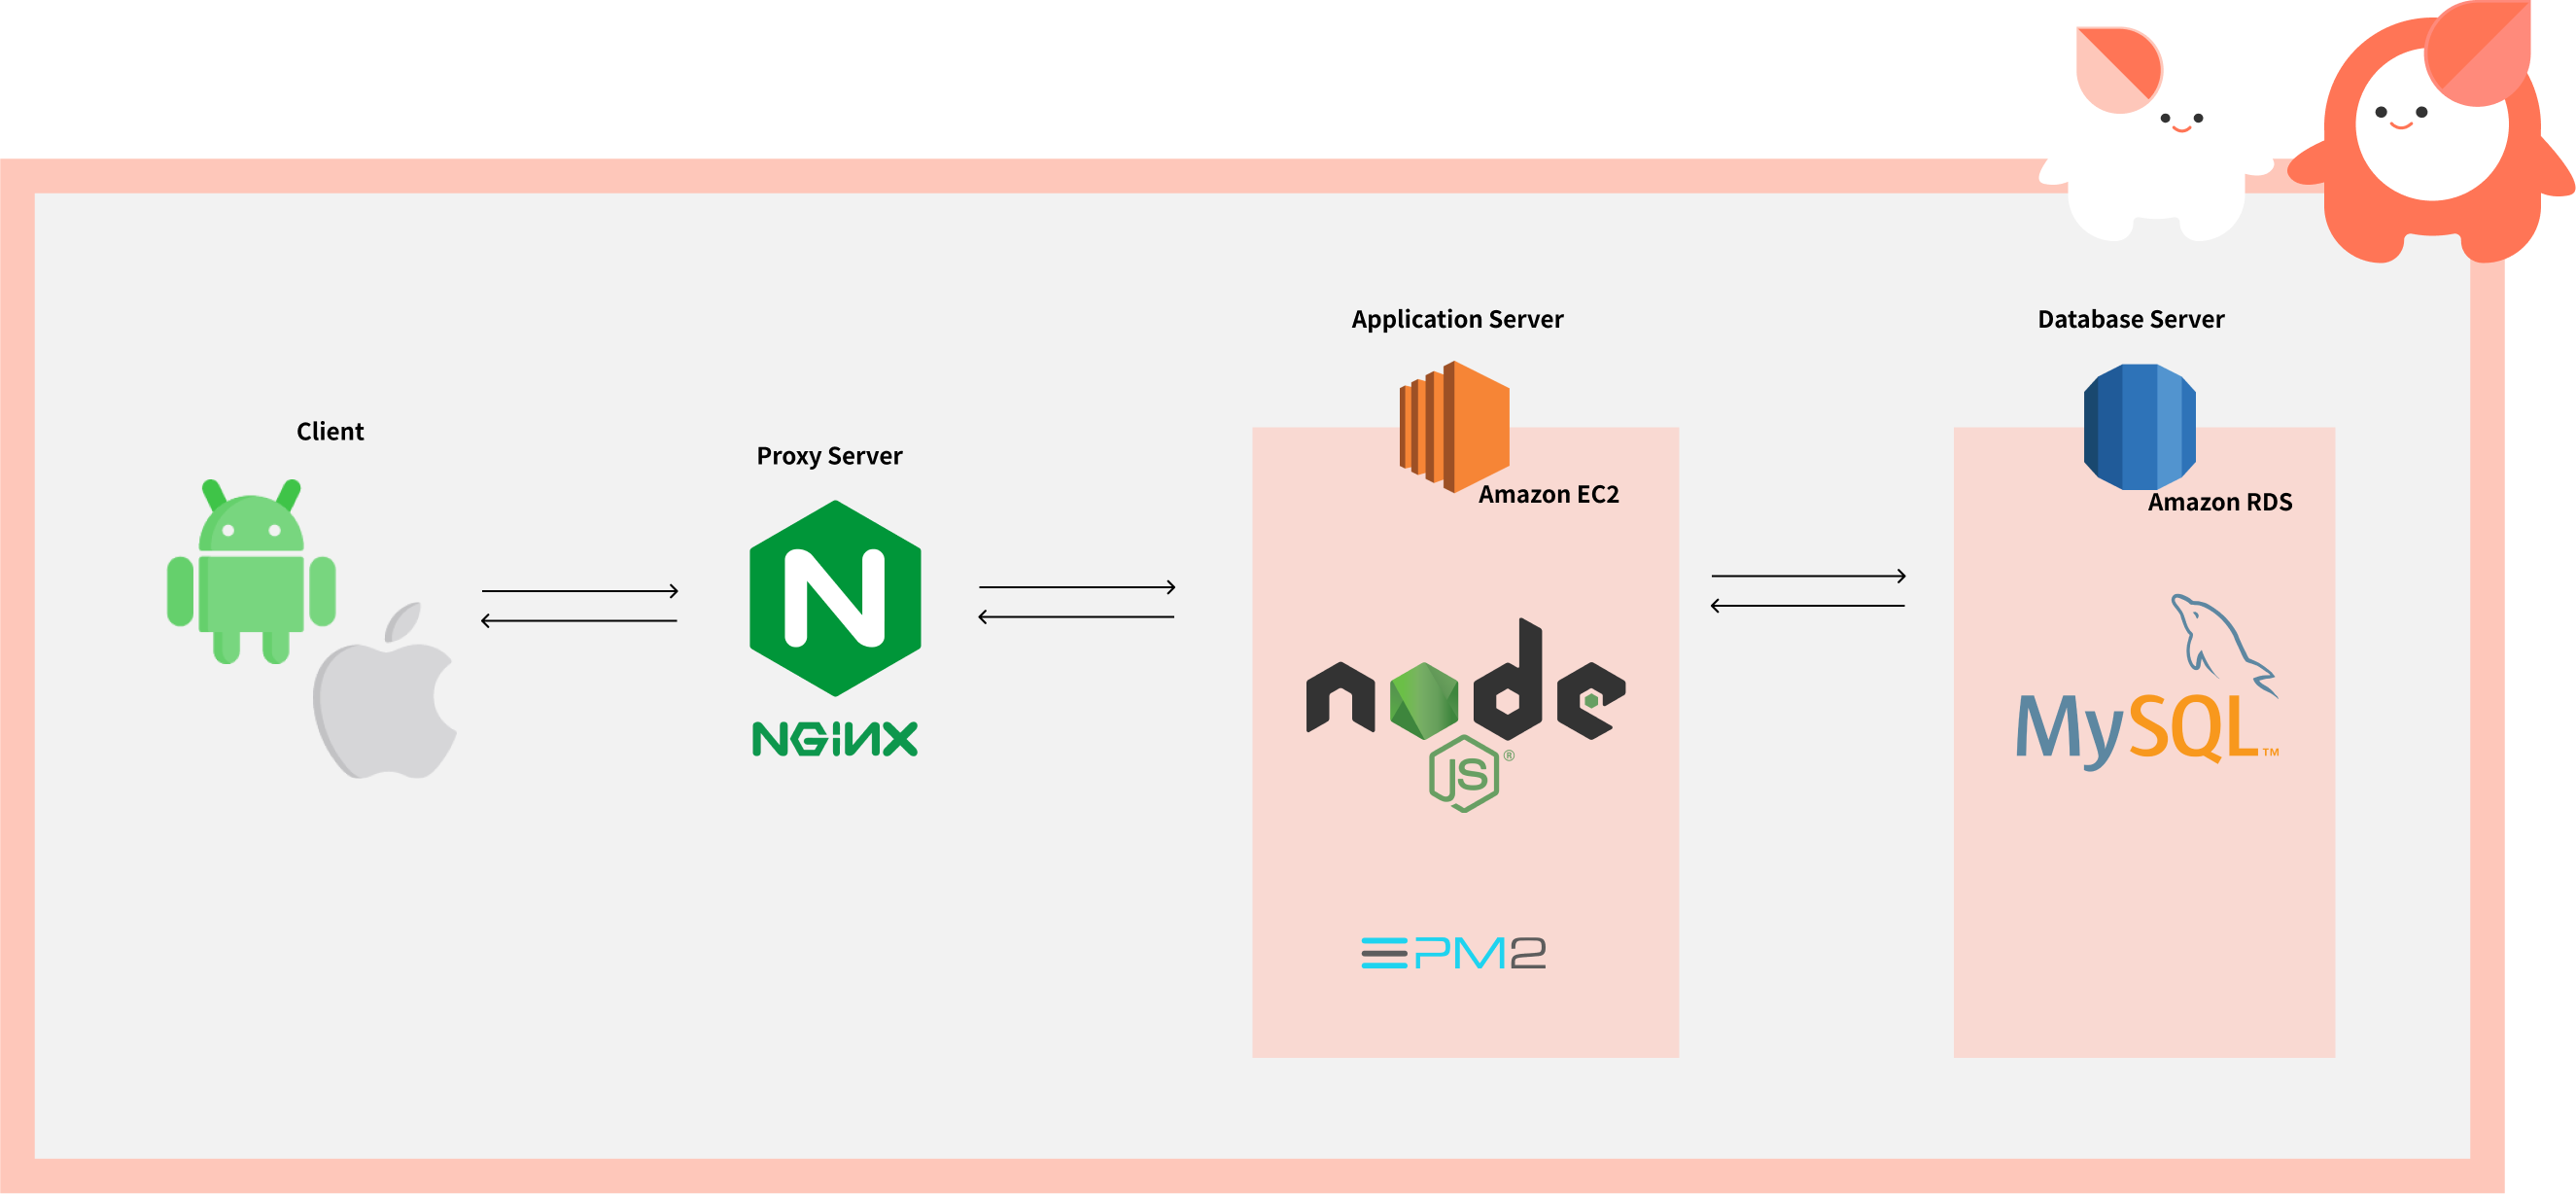 Application Server
Database Server
Client
Proxy Server
Amazon EC2
Amazon RDS
N
NGiNX
node
JS®
MySQL™
PM2